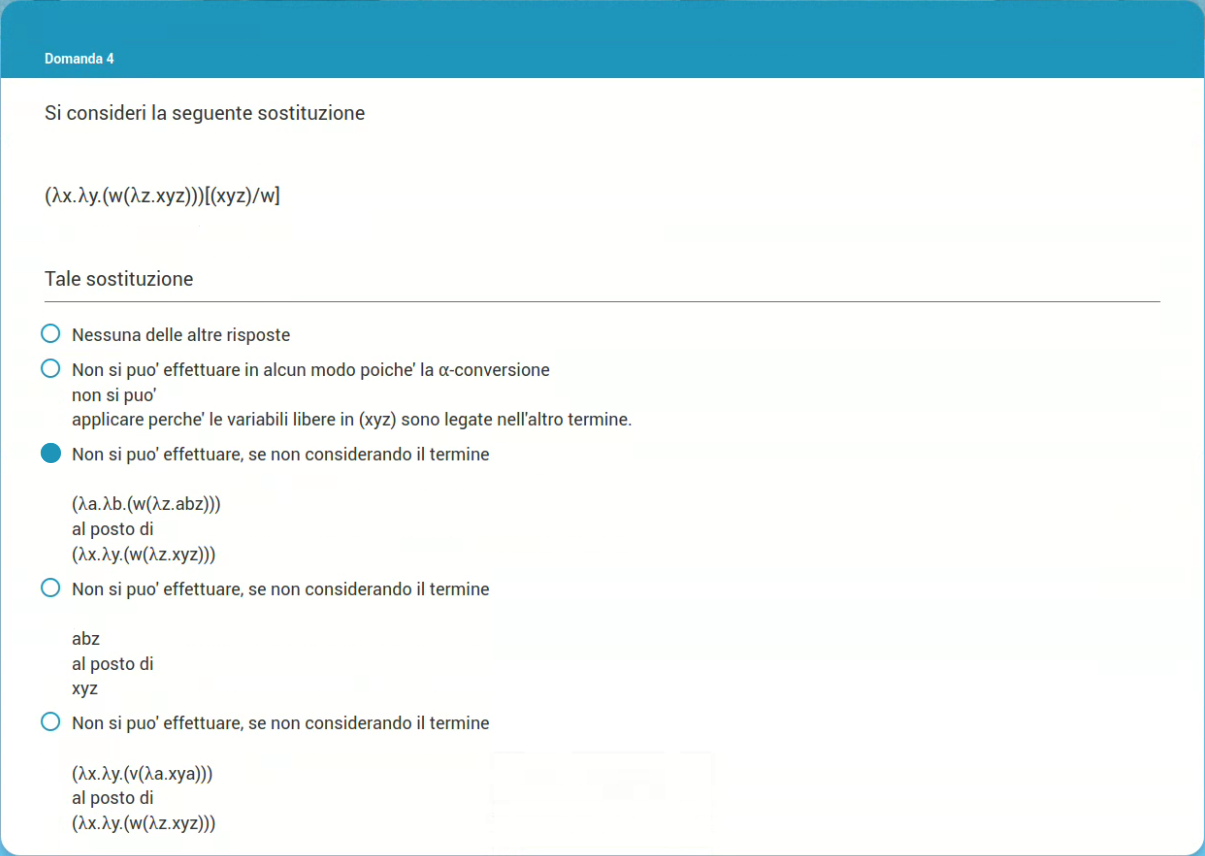 Domanda 4
Si consideri la seguente sostituzione
(λx.λy.(w(λz.xyz)))[(xyz)/w]
Tale sostituzione
Nessuna delle altre risposte
Non si puo' effettuare in alcun modo poiche' la α-conversione
non si puo'
applicare perche' le variabili libere in (xyz) sono legate nell'altro termine.
Non si puo' effettuare, se non considerando il termine
(λa.λb.(w(λz.abz)))
al posto di
(λx.λy.(w(λz.xyz)))
Non si puo' effettuare, se non considerando il termine
abz
al posto di
xyz
Non si puo' effettuare, se non considerando il termine
(λx.λy.(v(λa.xya)))
al posto di
(λx.λy.(w(λz.xyz)))